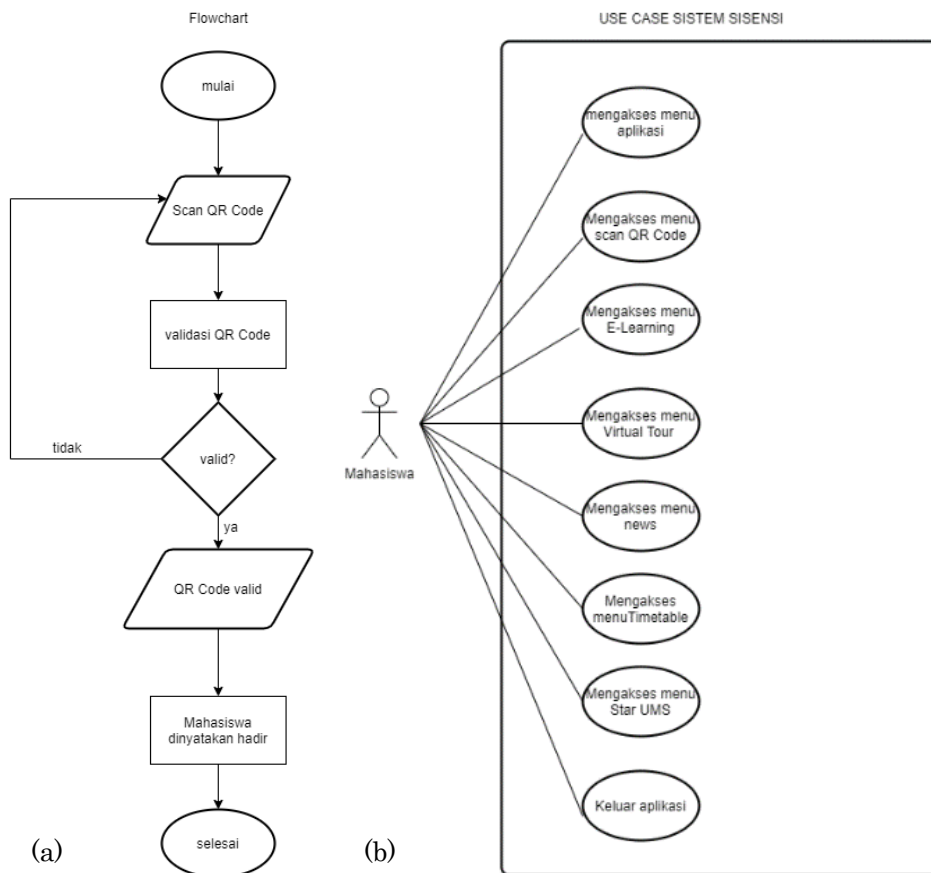 Flowchart
mulai
Scan QR Code
validasi QR Code
valid?
tidak
ya
QR Code valid
Mahasiswa
dinyatakan hadir
selesai
(a)
USE CASE SISTEM SISENSI
Mahasiswa
mengakses menu
aplikasi
Mengakses menu
scan QR Code
Mengakses menu
E-Learning
Mengakses menu
Virtual Tour
Mengakses menu
news
Mengakses
menuTimetable
Mengakses menu
Star UMS
Keluar aplikasi
(b)